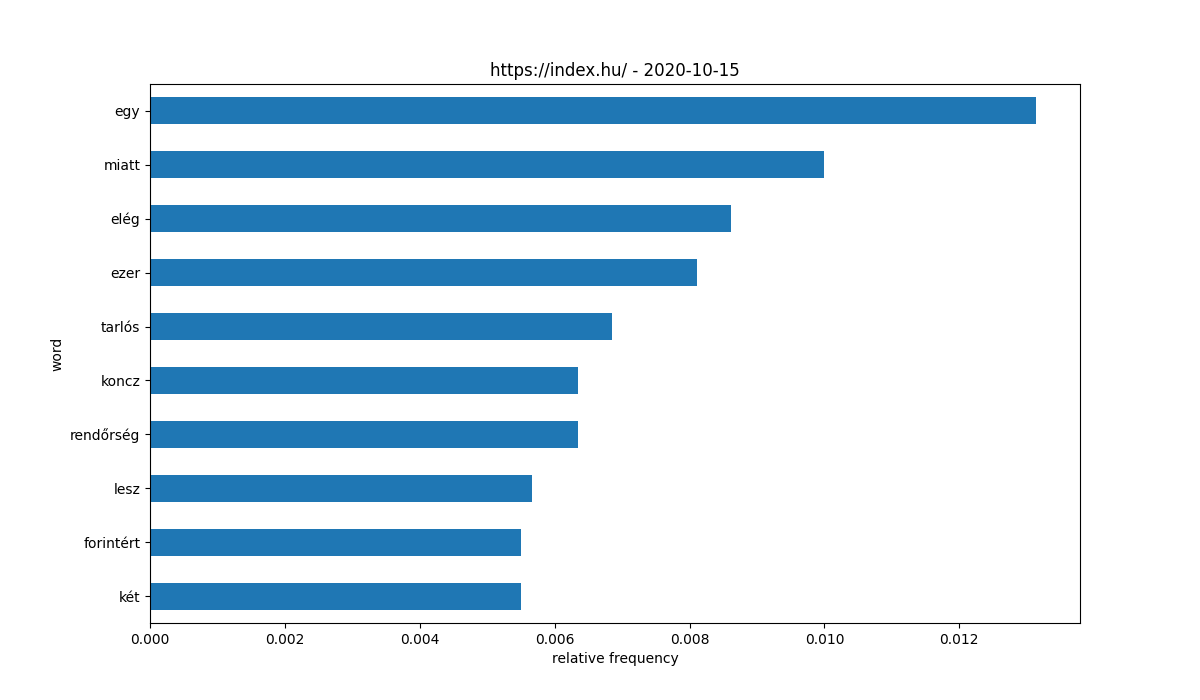 https://index.hu/ - 2020-10-15
egy
miatt
elég
ezer
tarlós
koncz
rendőrség
lesz
forintért
két
word
0.000 0.002 0.004 0.006 0.008 0.010 0.012
relative frequency